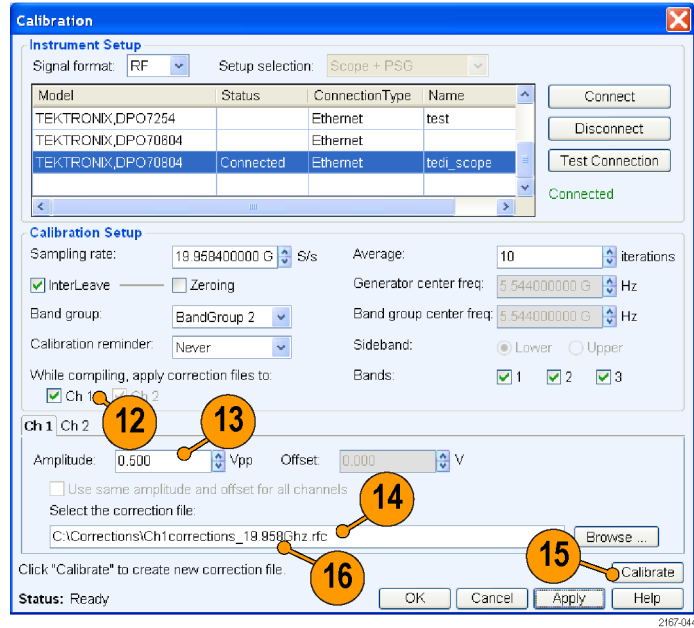 Calibration
Instrument Setup
Signal format: RF Setup selection: Scope + PSG
Model Status ConnectionType Name
TEKTRONIX,DPO7254 Ethernet test
TEKTRONIX,DPO70604 Ethernet
TEKTRONIX,DPO70804 Connected Ethernet tedi_scope
Connect
Disconnect
Test Connection
Connected
Calibration Setup
Sampling rate: 19.958400000 G S/s Average: 10 iterations
InterLeave Zeroing Generator center freq: 5.544000000 G Hz
Band group: BandGroup 2 Band group center freq: 5.544000000 G Hz
Calibration reminder: Never Sideband: Lower Upper
While compiling, apply correction files to: Bands: 1 2 3
Ch 1 Ch 2
12
13
Ch 1 Ch 2
Amplitude: 0.500 Vpp Offset: 0.000 V
Use same amplitude and offset for all channels
14
Select the correction file:
C:\Corrections\Ch1corrections_19.958Ghz.rfc Browse ...
15
16
Click "Calibrate" to create new correction file. Calibrate
Status: Ready OK Cancel Apply Help
2167-044